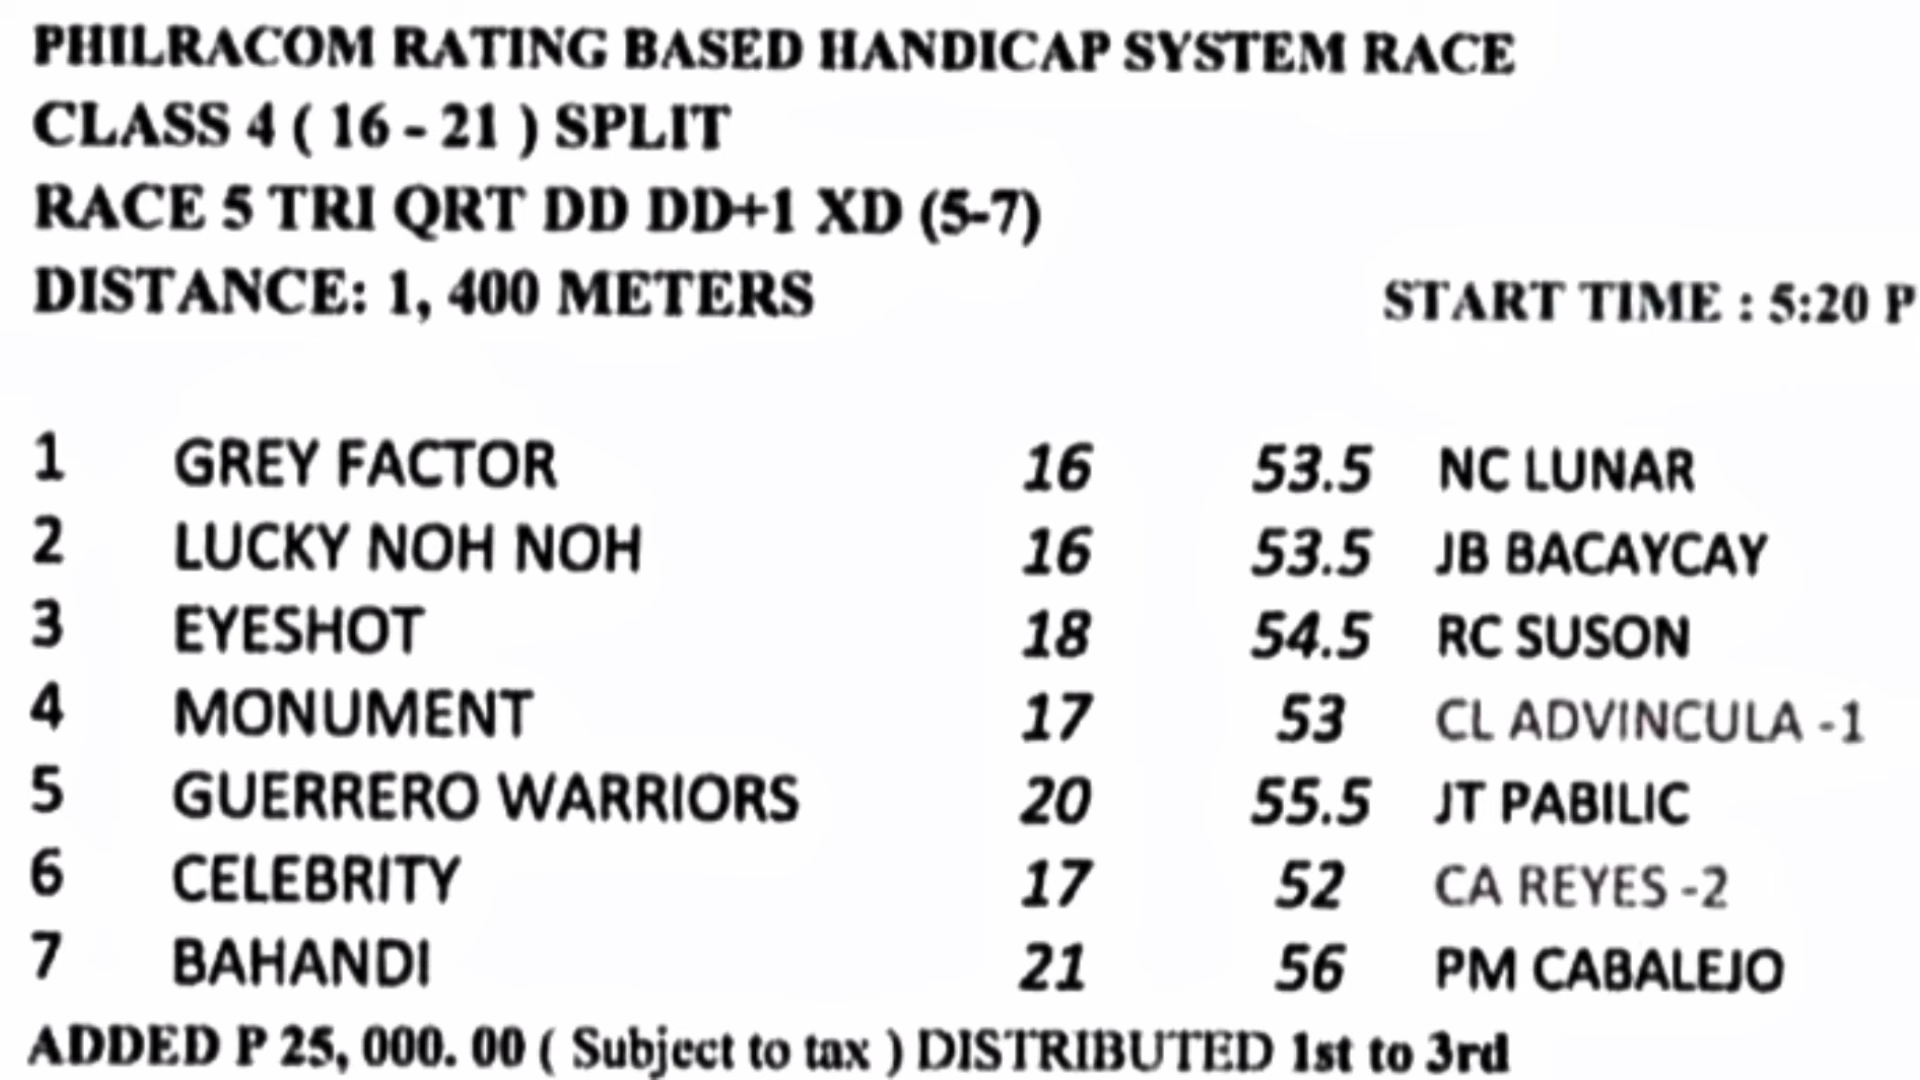 PHILRACOM RATING BASED HANDICAP SYSTEM RACE
CLASS 4 ( 16 - 21 ) SPLIT
RACE 5 TRI QRT DD DD+1 XD (5-7)
DISTANCE: 1, 400 METERS START TIME : 5:20 P
1 GREY FACTOR 16 53.5 NC LUNAR
2 LUCKY NOH NOH 16 53.5 JB BACAYCAY
3 EYESHOT 18 54.5 RC SUSON
4 MONUMENT 17 53 CL ADVINCULA -1
5 GUERRERO WARRIORS 20 55.5 JT PABILIC
6 CELEBRITY 17 52 CA REYES -2
7 BAHANDI 21 56 PM CABALEJO
ADDED P 25, 000. 00 ( Subject to tax ) DISTRIBUTED 1st to 3rd